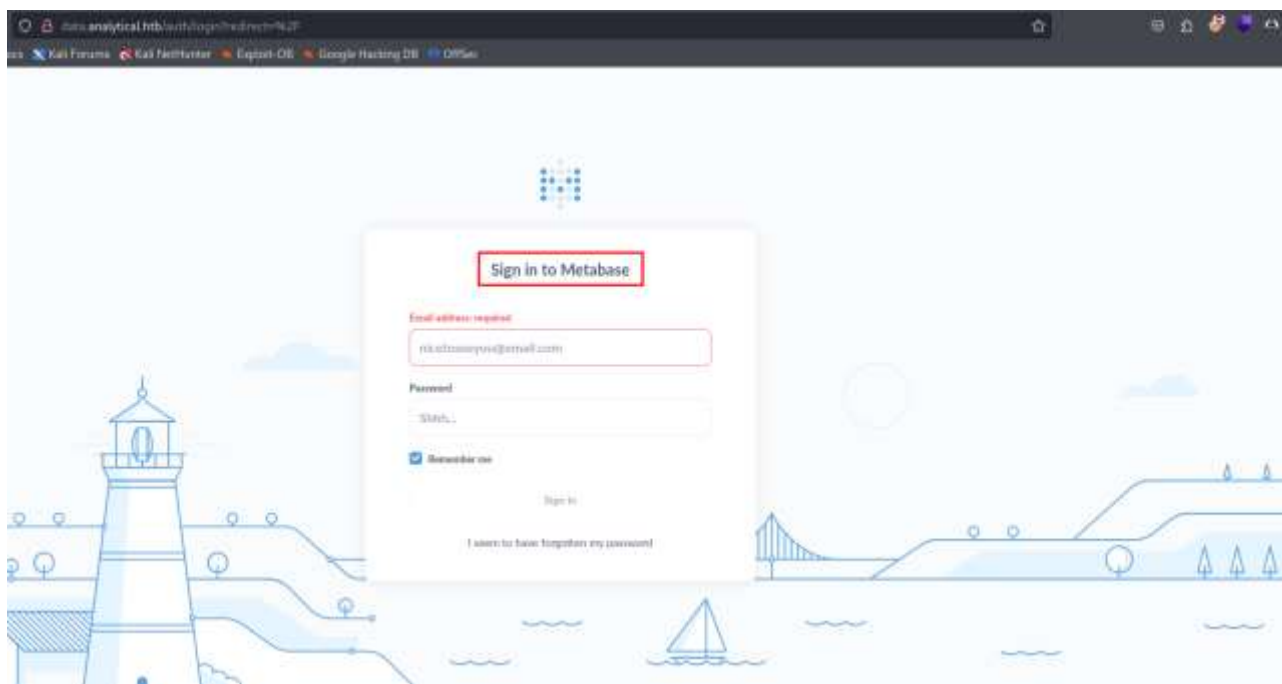 data.analytical.htb/auth/login?redirect=%2F
Kali Forums Kali NetHunter Exploit-DB Google Hacking DB OffSec
Sign in to Metabase
Email address: required
nicetoseeyou@email.com
Password
Shhh...
Remember me
Sign in
I seem to have forgotten my password